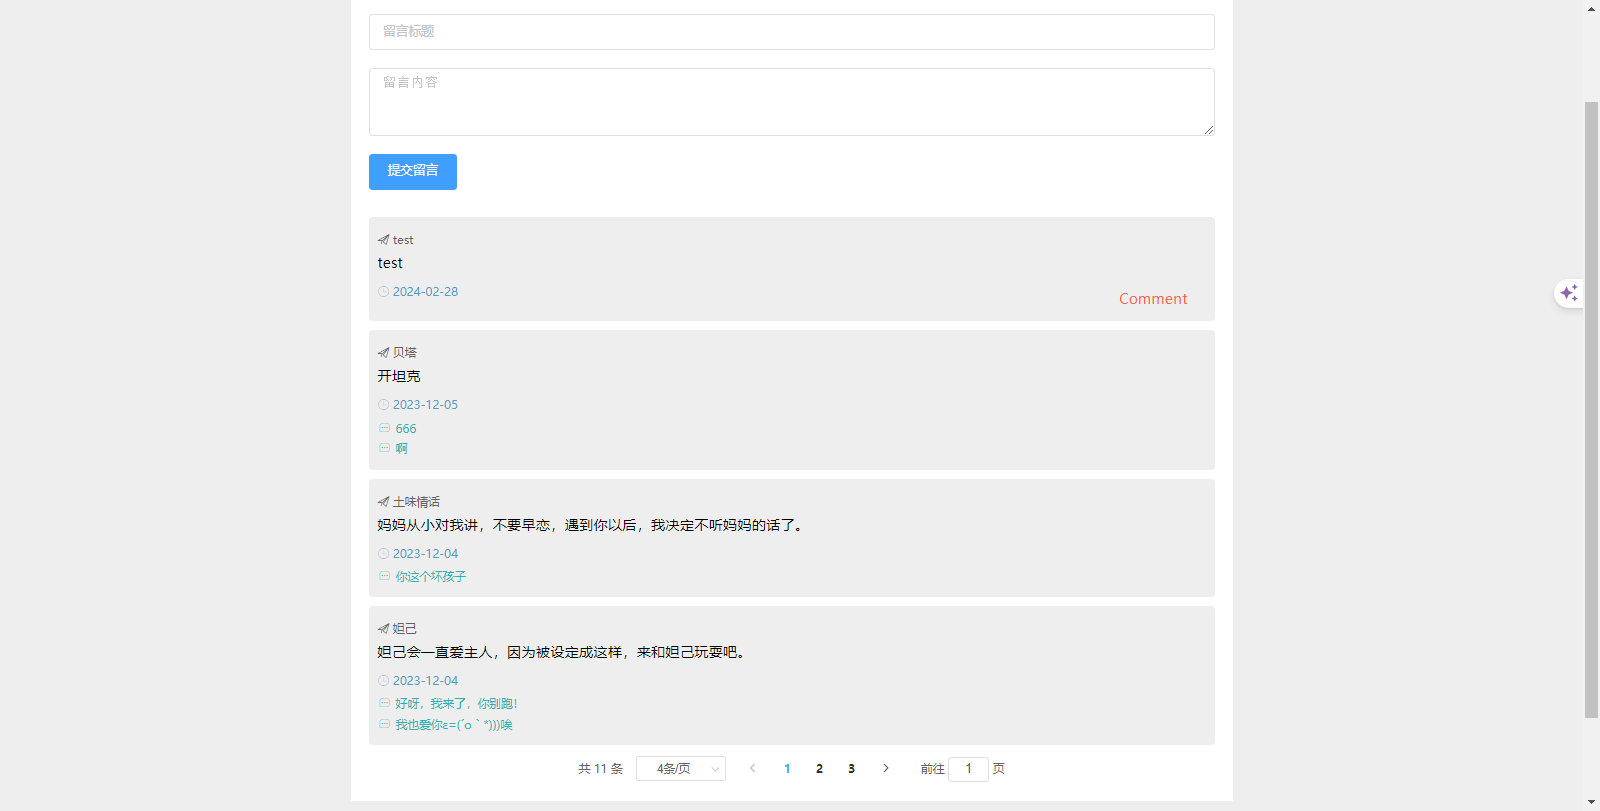 留言标题
留言内容
提交留言
test
test
2024-02-28
Comment
贝塔
开坦克
2023-12-05
666
啊
土味情话
妈妈从小对我讲，不要早恋，遇到你以后，我决定不听妈妈的话了。
2023-12-04
你这个坏孩子
妲己
妲己会一直爱主人，因为被设定成这样，来和妲己玩耍吧。
2023-12-04
好呀，我来了，你别跑！
我也爱你ε=(´ο｀*)))唉
共 11 条 4条/页 1 2 3 前往 1 页